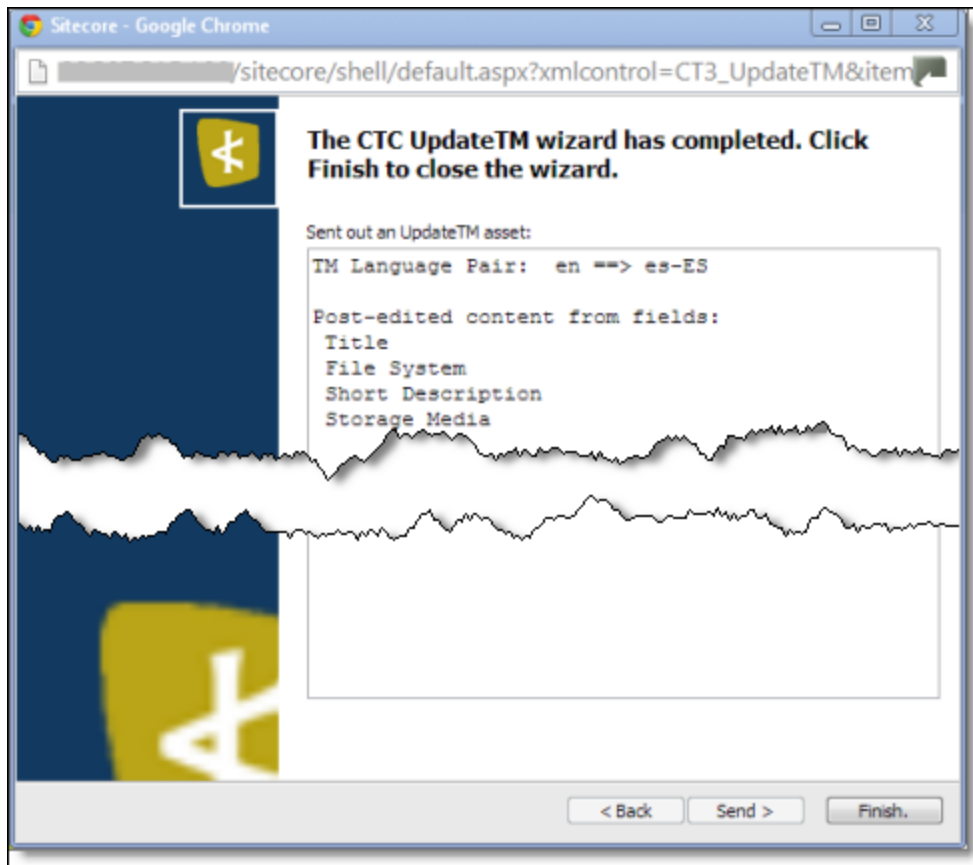 Sitecore - Google Chrome
/sitecore/shell/default.aspx?xmlcontrol=CT3_UpdateTM&item
The CTC UpdateTM wizard has completed. Click
Finish to close the wizard.
Sent out an UpdateTM asset:
TM Language Pair:  en ==> es-ES
Post-edited content from fields:
Title
File System
Short Description
Storage Media
< Back
Send >
Finish.